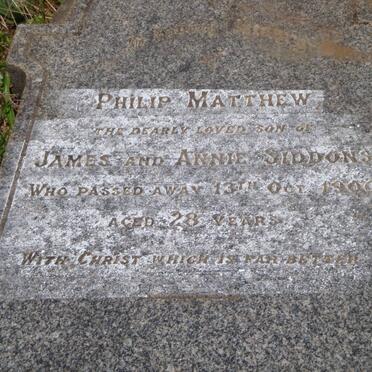 PHILIP MATTHEW
THE DEARLY LOVED SON OF
JAMES AND ANNIE SIDDONS
WHO PASSED AWAY 13TH OCT.
AGED 28 YEARS
WITH CHRIST WHICH IS FAR BETTER